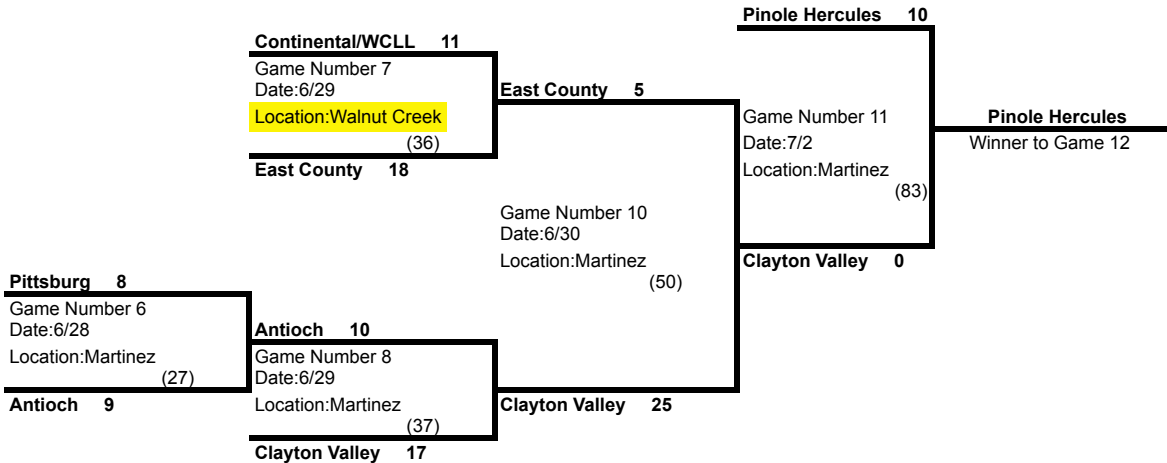 Pinole Hercules 10
Continental/WCLL 11
Game Number 7
Date:6/29
Location:Walnut Creek
(36)
East County 18
East County 5
Game Number 11
Date:7/2
Location:Martinez
(83)
Pinole Hercules
Winner to Game 12
Game Number 10
Date:6/30
Location:Martinez
(50)
Clayton Valley 0
Pittsburg 8
Game Number 6
Date:6/28
Location:Martinez
(27)
Antioch 9
Antioch 10
Game Number 8
Date:6/29
Location:Martinez
(37)
Clayton Valley 17
Clayton Valley 25